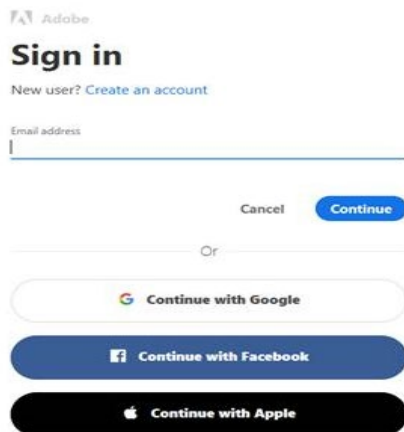 Adobe
Sign in
New user? Create an account
Email address
Cancel Continue
Or
Continue with Google
Continue with Facebook
Continue with Apple